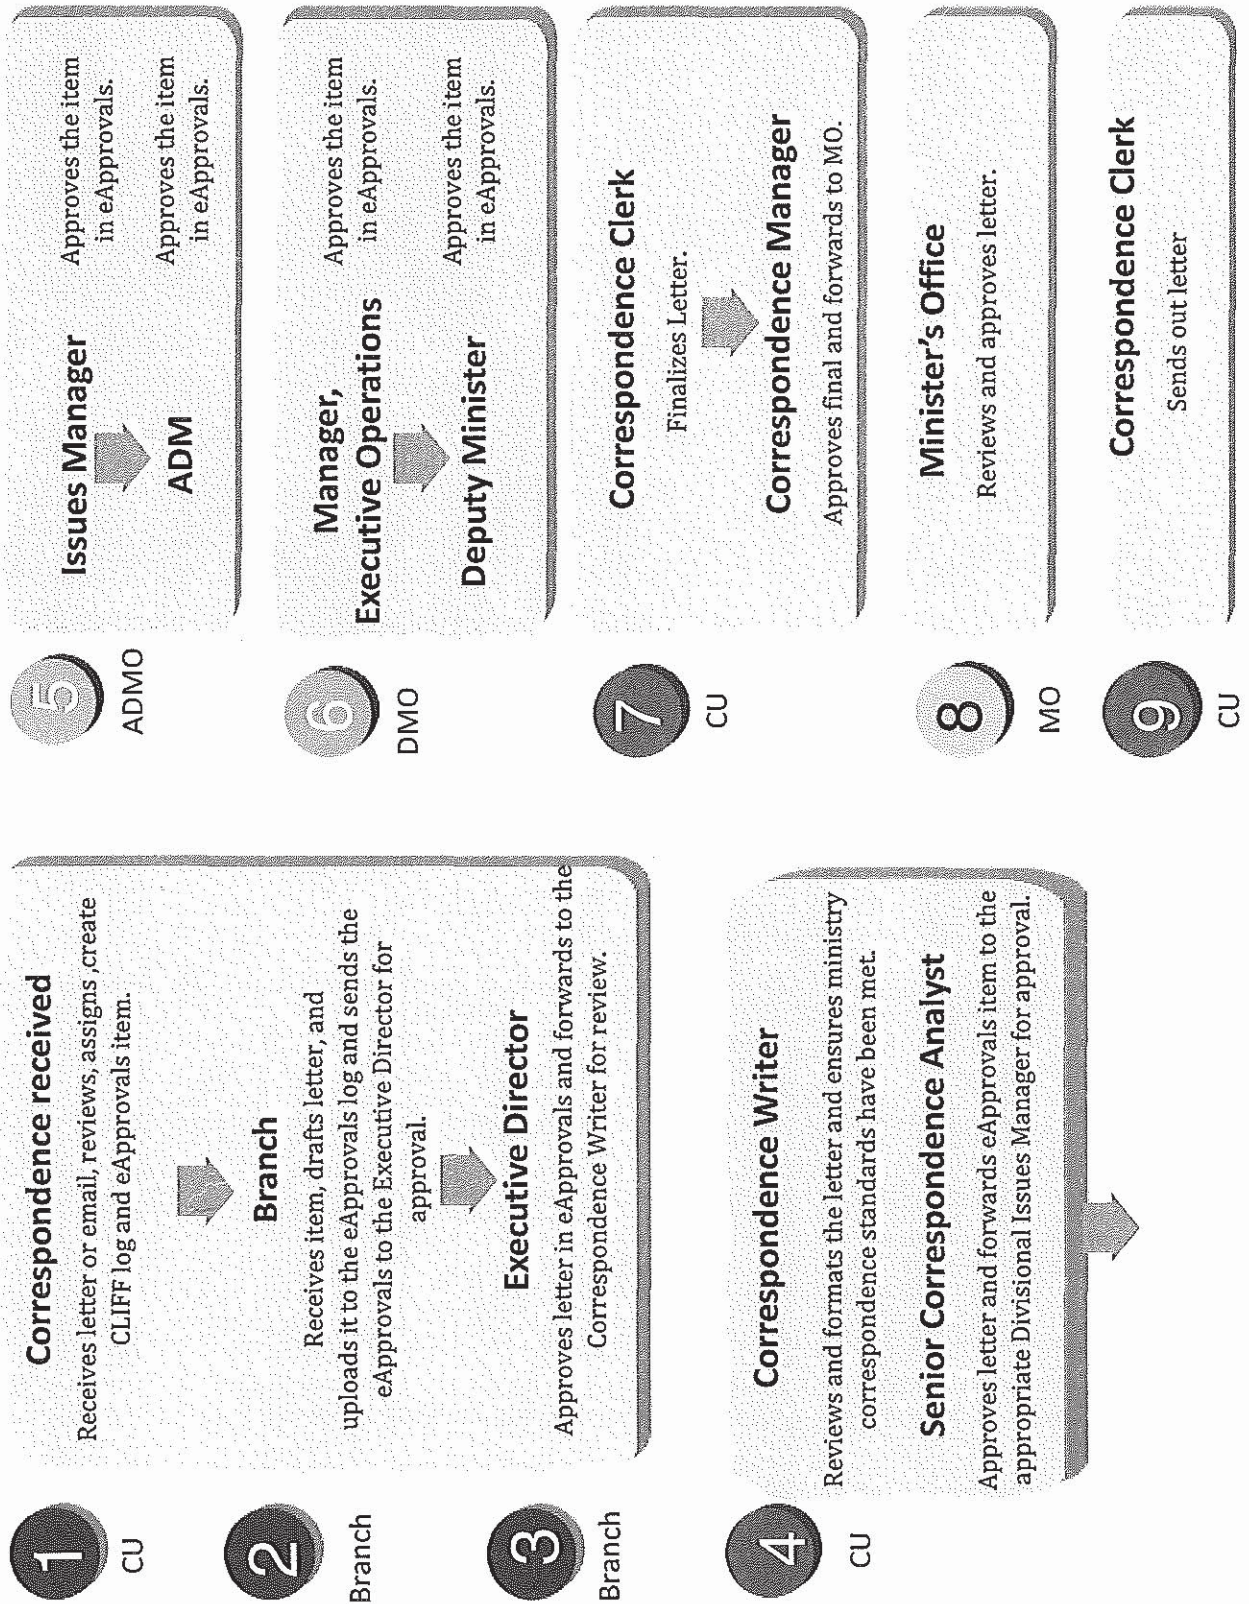 1
CU
Correspondence received
Receives letter or email, reviews, assigns ,create
CLIFF log and eApprovals item.
2
Branch
Branch
Receives item, drafts letter, and
uploads it to the eApprovals log and sends the
eApprovals to the Executive Director for
approval.
3
Branch
Executive Director
Approves letter in eApprovals and forwards to the
Correspondence Writer for review.
4
CU
Correspondence Writer
Reviews and formats the letter and ensures ministry
correspondence standards have been met.
Senior Correspondence Analyst
Approves letter and forwards eApprovals item to the
appropriate Divisional Issues Manager for approval.
5
ADMO
Issues Manager
Approves the item
in eApprovals.
ADM
Approves the item
in eApprovals.
6
DMO
Manager,
Executive Operations
Approves the item
in eApprovals.
Deputy Minister
Approves the item
in eApprovals.
7
CU
Correspondence Clerk
Finalizes Letter.
Correspondence Manager
Approves final and forwards to MO.
8
MO
Minister's Office
Reviews and approves letter.
9
CU
Correspondence Clerk
Sends out letter